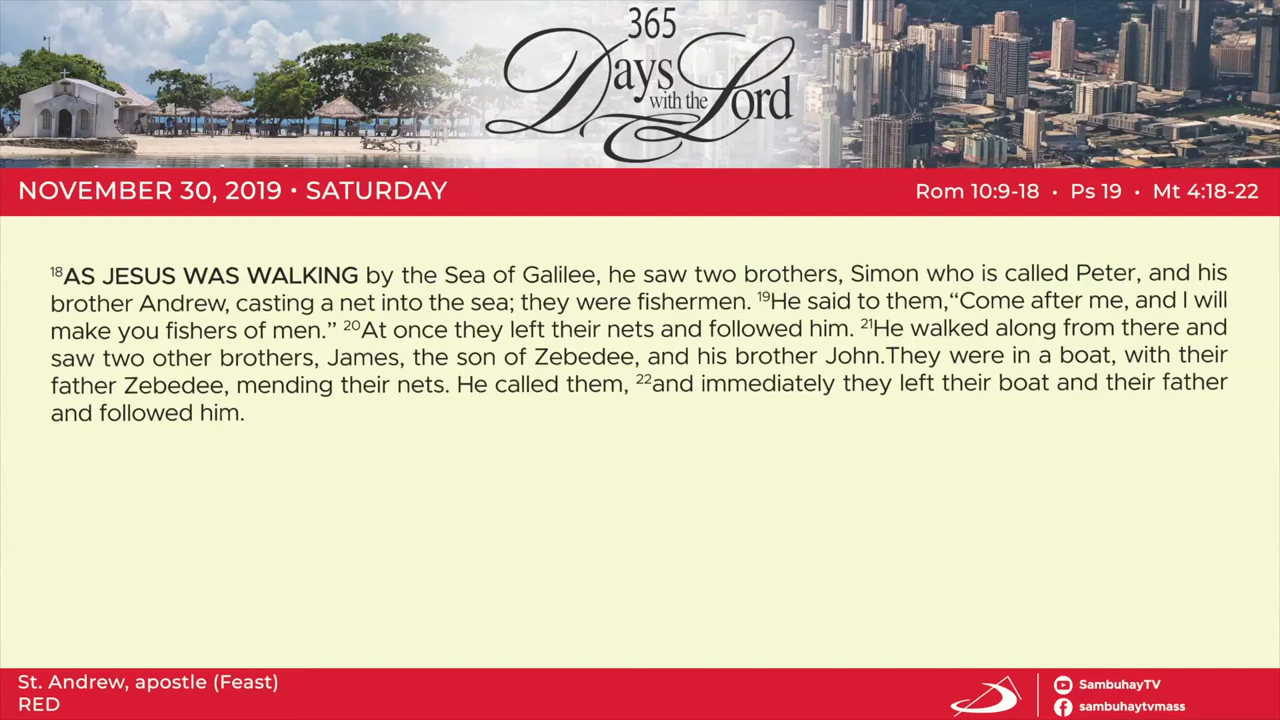 365
Days with the Lord
NOVEMBER 30, 2019 • SATURDAY
Rom 10:9-18 • Ps 19 • Mt 4:18-22
18AS JESUS WAS WALKING by the Sea of Galilee, he saw two brothers, Simon who is called Peter, and his
brother Andrew, casting a net into the sea; they were fishermen. 19He said to them,“Come after me, and I will
make you fishers of men.” 20At once they left their nets and followed him. 21He walked along from there and
saw two other brothers, James, the son of Zebedee, and his brother John.They were in a boat, with their
father Zebedee, mending their nets. He called them, 22and immediately they left their boat and their father
and followed him.
St. Andrew, apostle (Feast)
RED
SambuhayTV
sambuhaytvmass